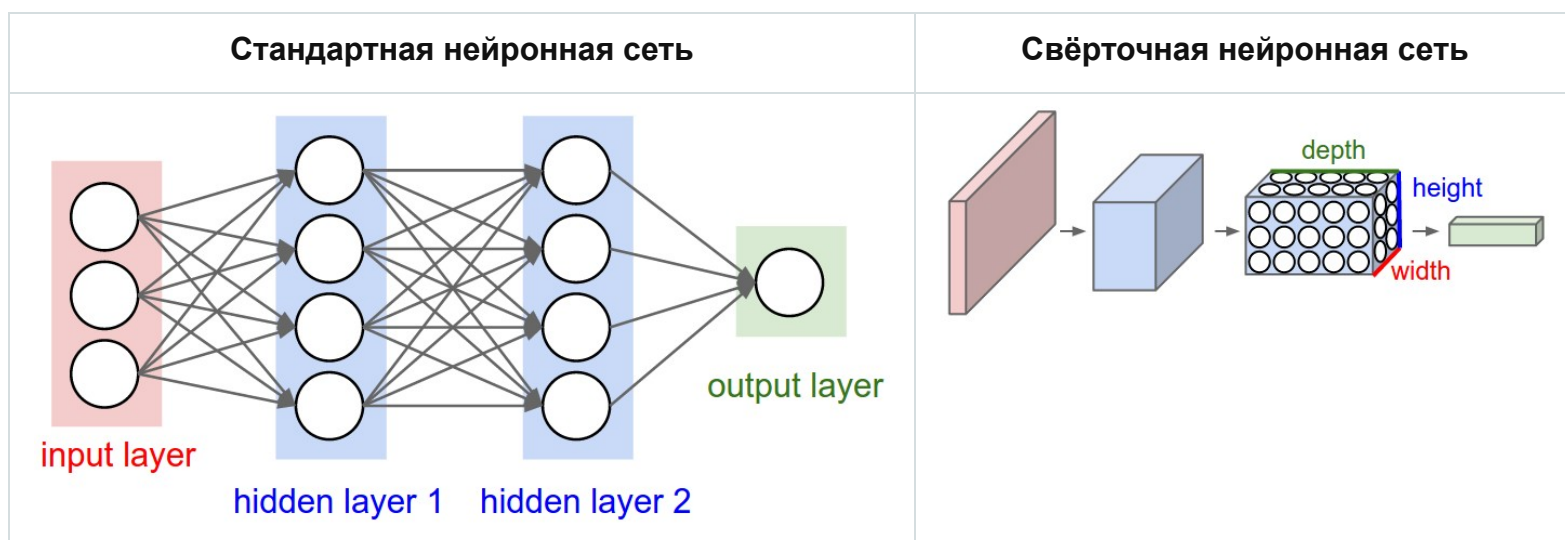 Стандартная нейронная сеть
Свёрточная нейронная сеть
input layer
hidden layer 1
hidden layer 2
output layer
depth
height
width